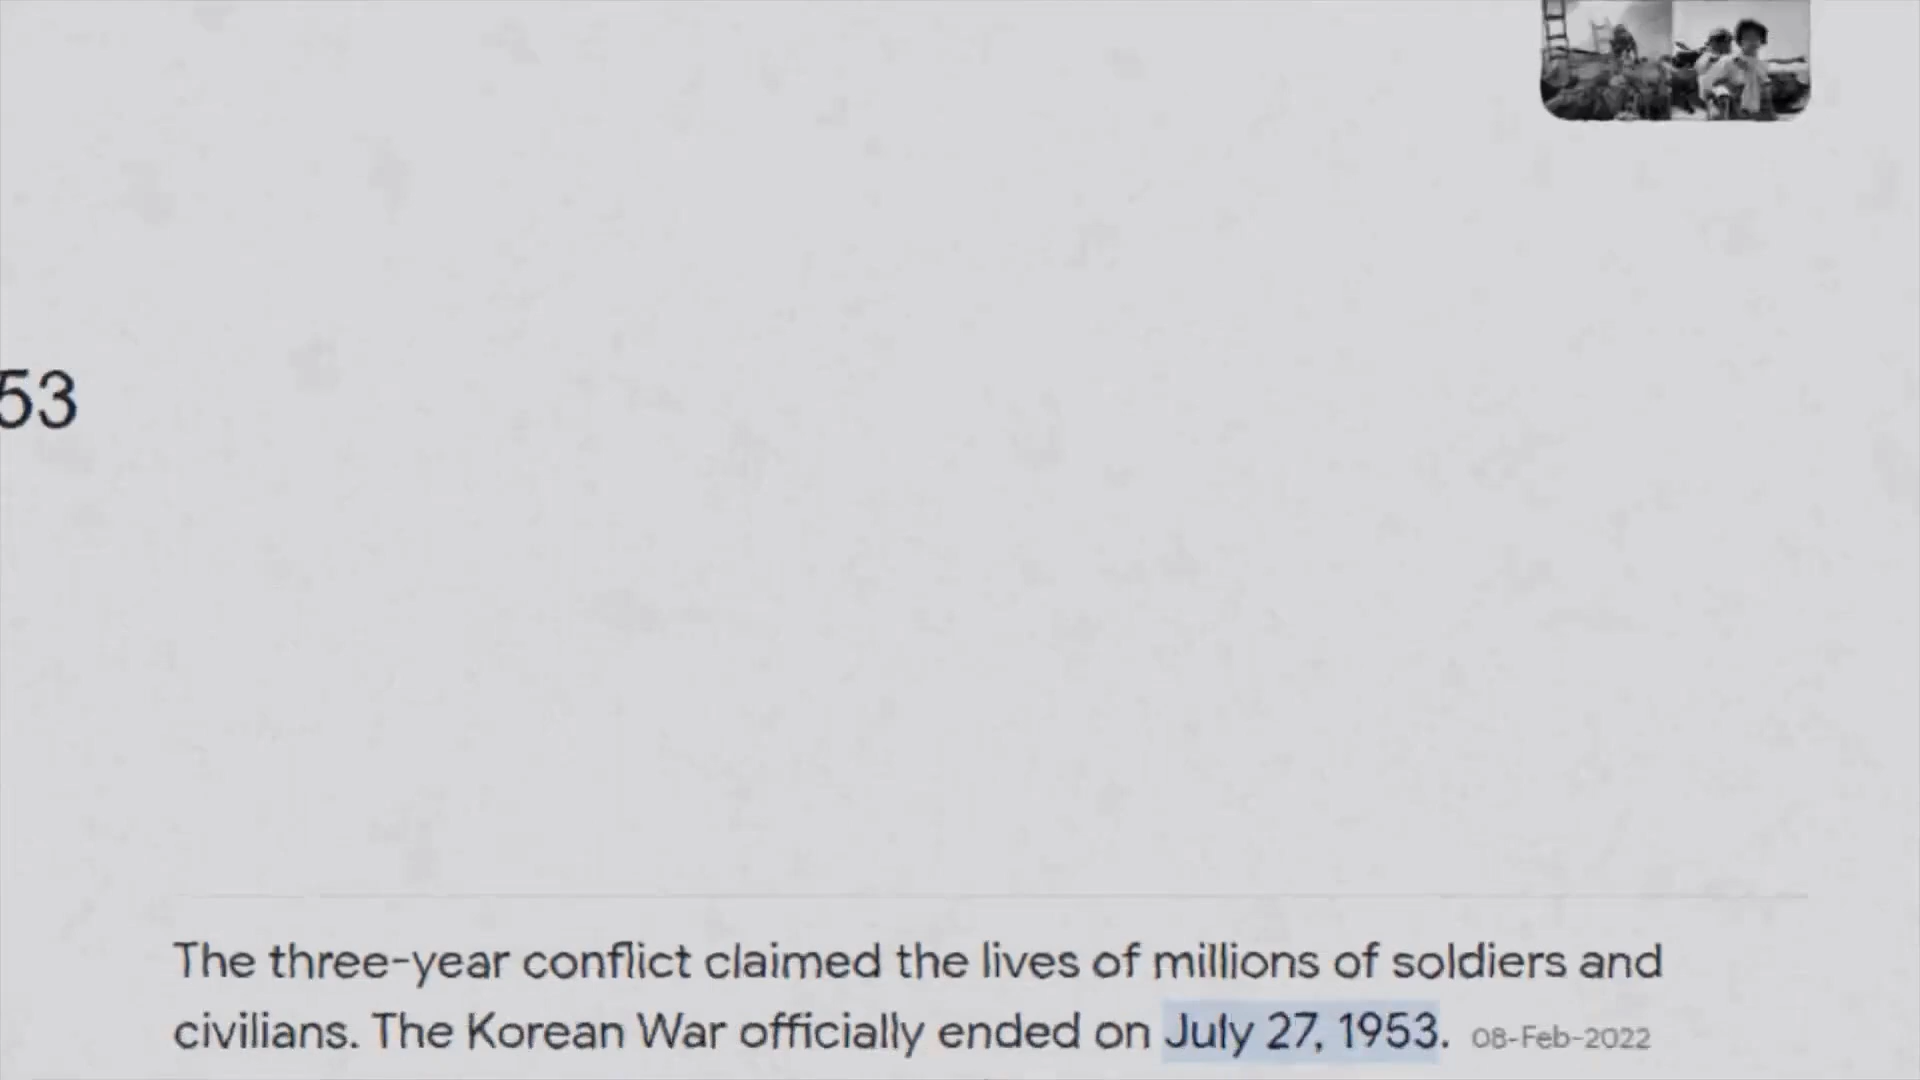 53
The three-year conflict claimed the lives of millions of soldiers and
civilians. The Korean War officially ended on July 27, 1953. 08-Feb-2022